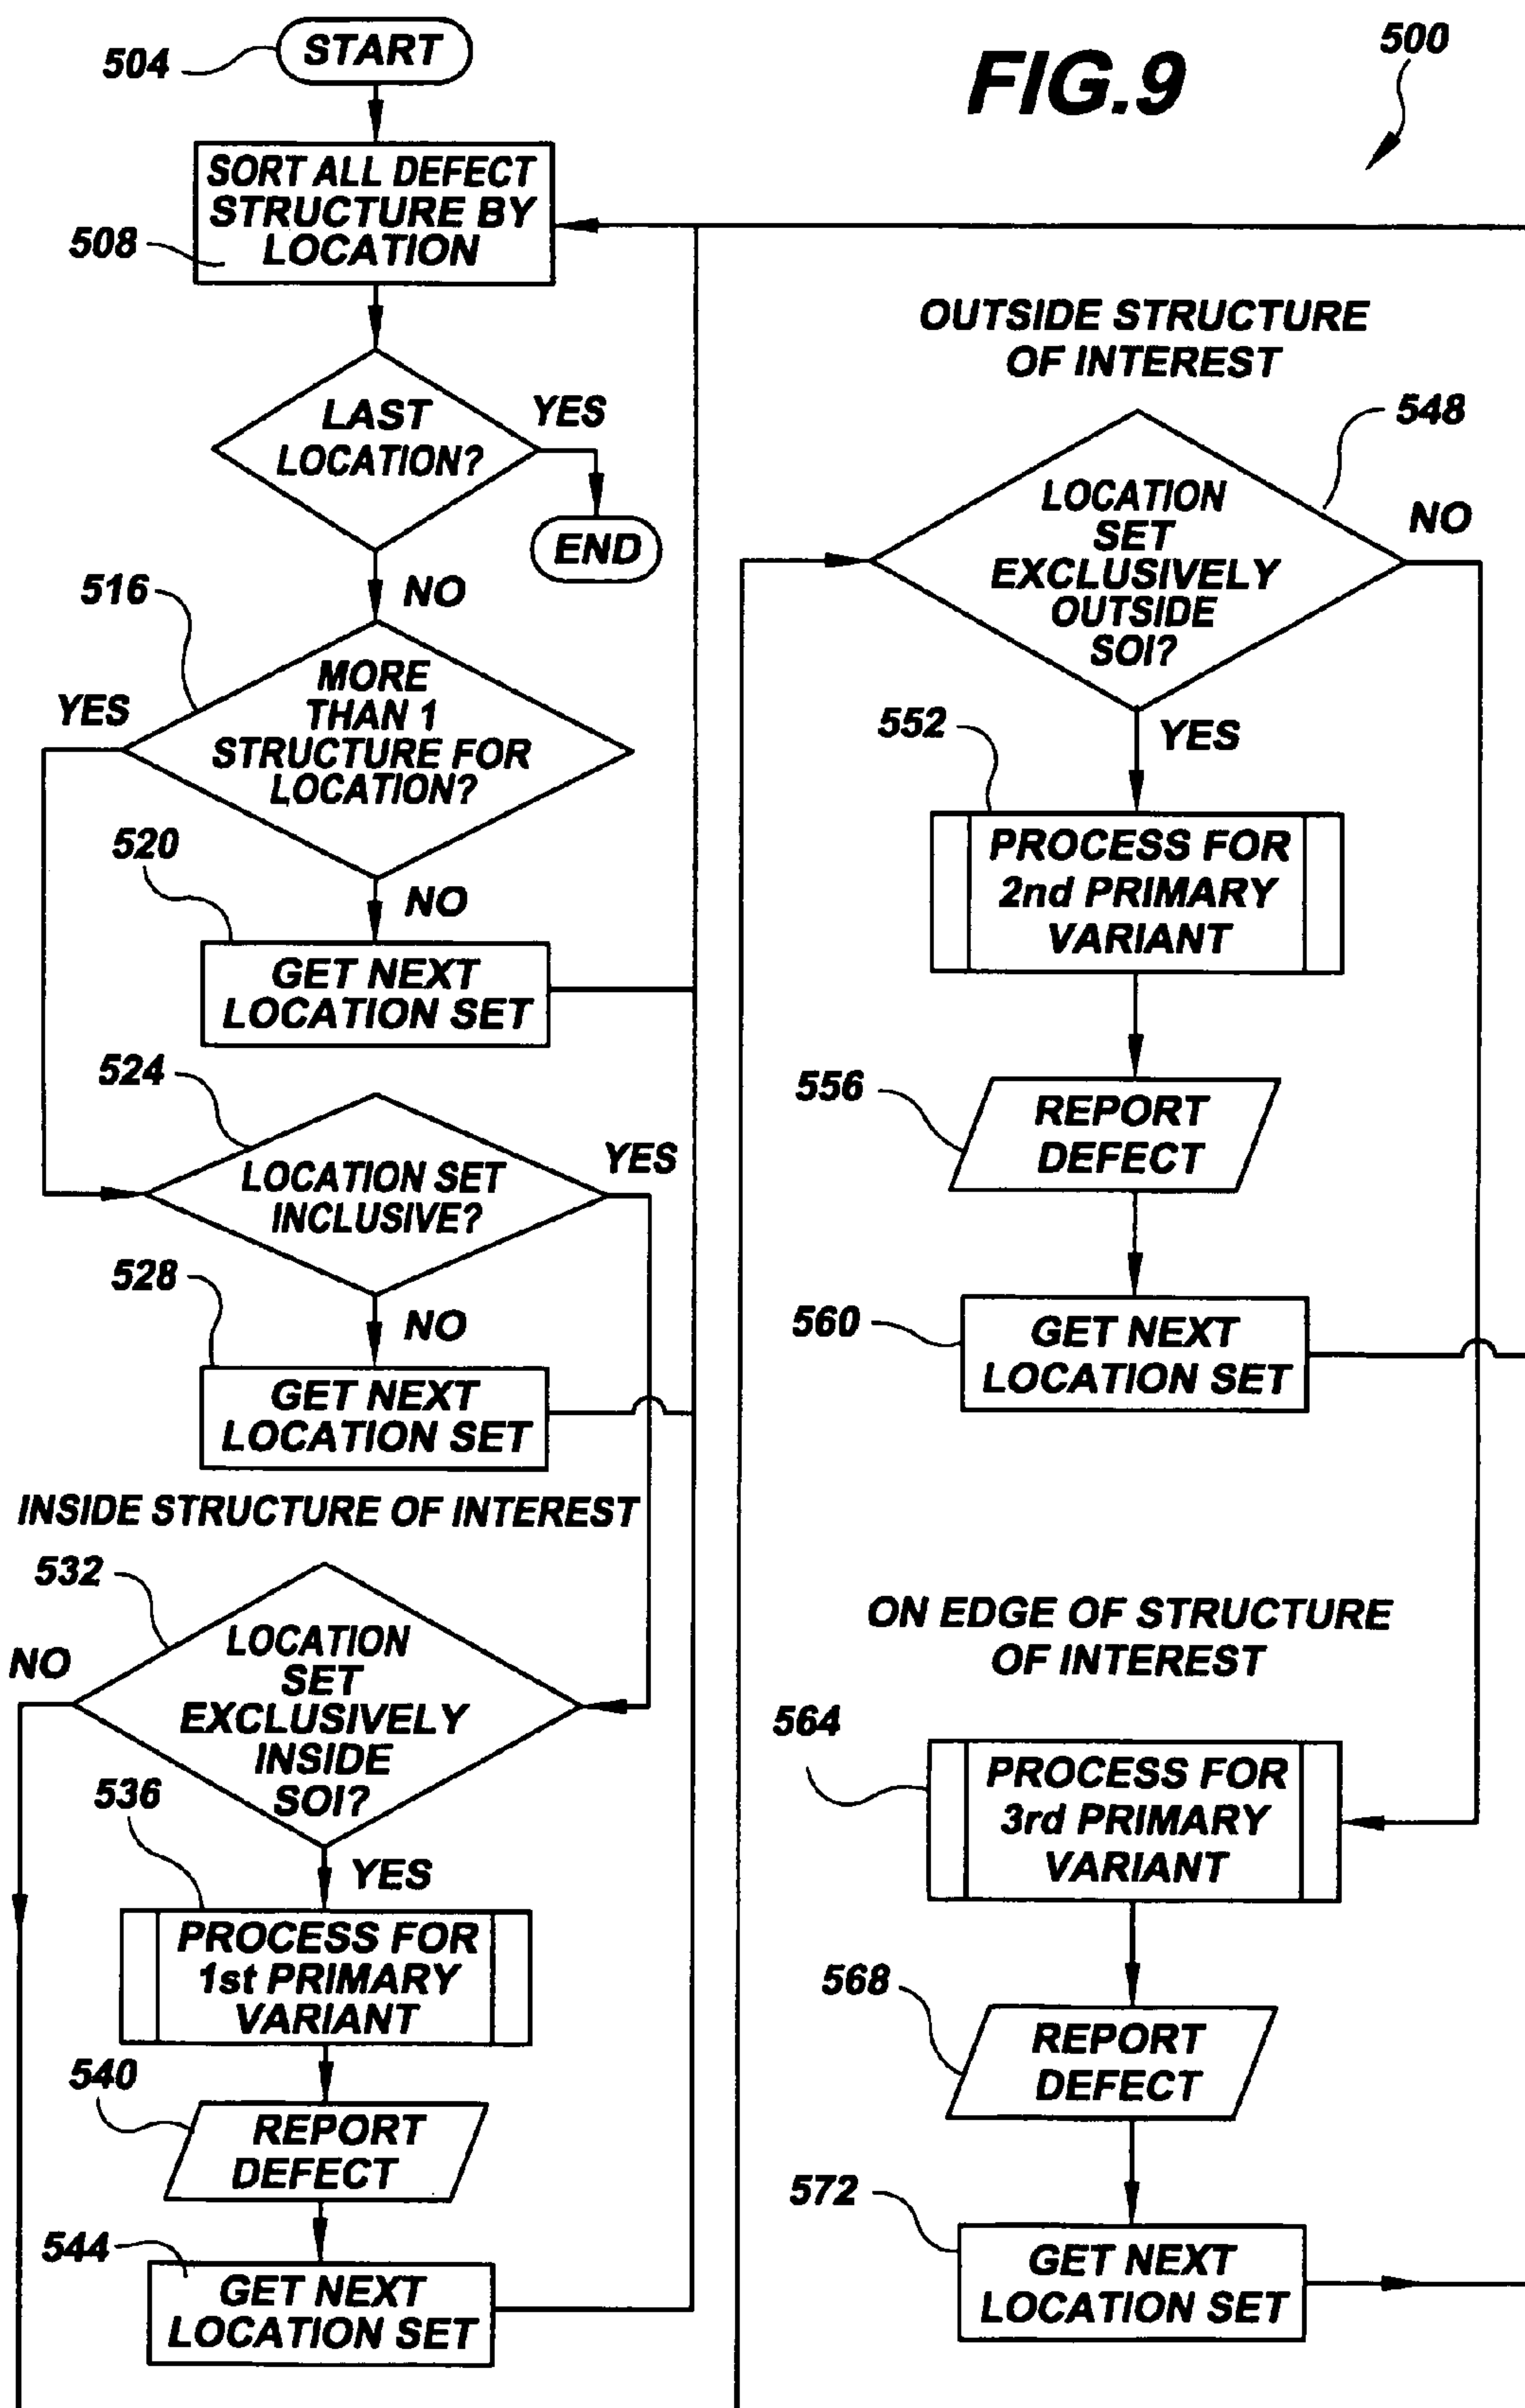 FIG.9
500
504
START
SORT ALL DEFECT
STRUCTURE BY
LOCATION
508
LAST
LOCATION?
YES
END
NO
516
MORE
THAN 1
STRUCTURE FOR
LOCATION?
YES
NO
520
GET NEXT
LOCATION SET
524
LOCATION SET
INCLUSIVE?
YES
NO
528
GET NEXT
LOCATION SET
INSIDE STRUCTURE OF INTEREST
532
LOCATION
SET
EXCLUSIVELY
INSIDE
SOI?
NO
YES
536
PROCESS FOR
1st PRIMARY
VARIANT
540
REPORT
DEFECT
544
GET NEXT
LOCATION SET
OUTSIDE STRUCTURE
OF INTEREST
548
LOCATION
SET
EXCLUSIVELY
OUTSIDE
SOI?
NO
YES
552
PROCESS FOR
2nd PRIMARY
VARIANT
556
REPORT
DEFECT
560
GET NEXT
LOCATION SET
ON EDGE OF STRUCTURE
OF INTEREST
564
PROCESS FOR
3rd PRIMARY
VARIANT
568
REPORT
DEFECT
572
GET NEXT
LOCATION SET